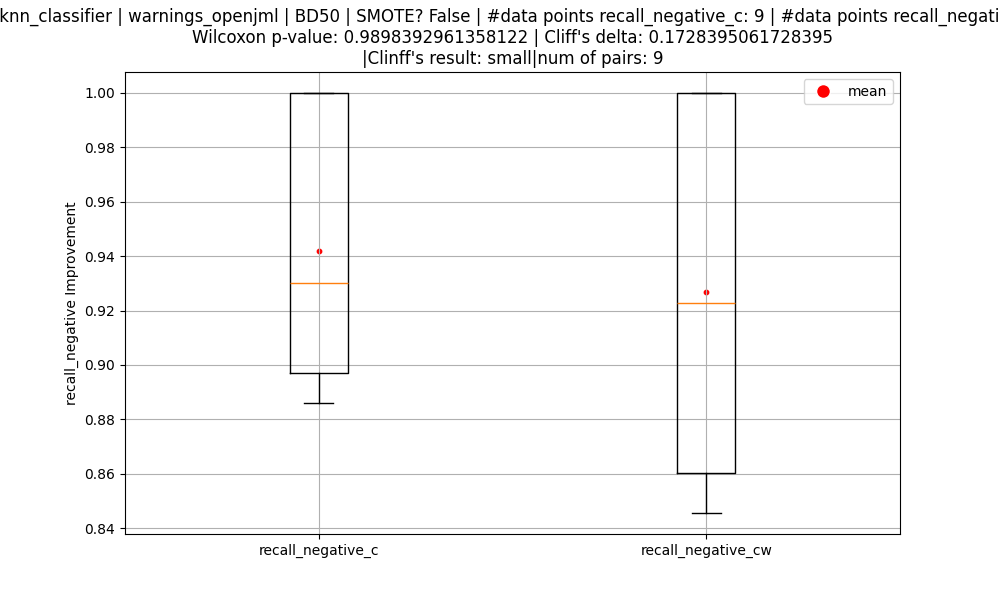 knn_classifier | warnings_openjml | BD50 | SMOTE? False | #data points recall_negative_c: 9 | #data points recall_negati
Wilcoxon p-value: 0.9898392961358122 | Cliff's delta: 0.1728395061728395
|Clinff's result: small|num of pairs: 9
mean
1.00
0.98
0.96
0.94
0.92
0.90
0.88
0.86
0.84
recall_negative Improvement
recall_negative_c
recall_negative_cw